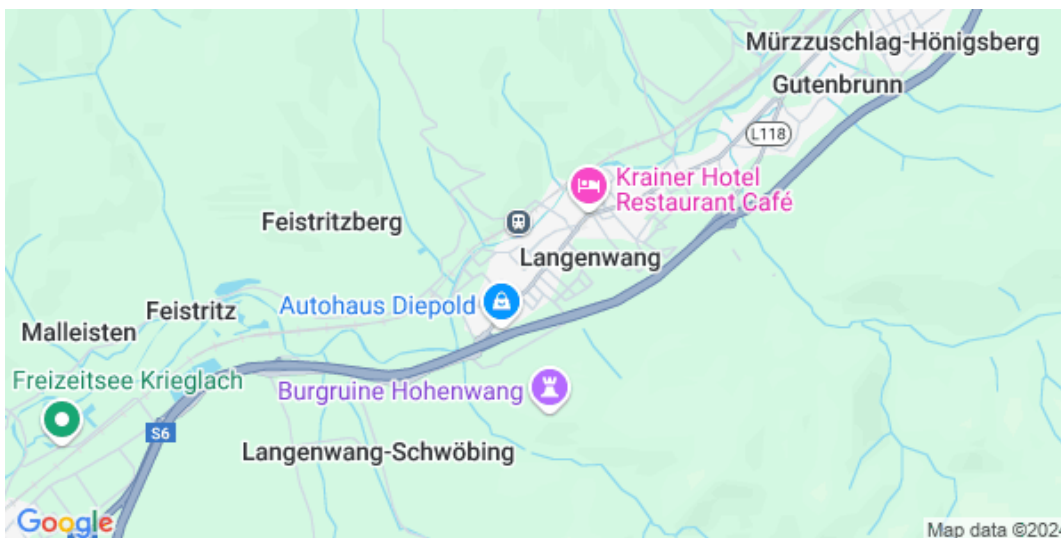 Mürzzuschlag-Hönigsberg
Gutenbrunn
L118
Krainer Hotel
Restaurant Café
Feistritzberg
Langenwang
Autohaus Diepold
Feistritz
Malleisten
Freizeitsee Krieglach
Burgruine Hohenwang
S6
Langenwang-Schwöbing
Google
Map data ©2024